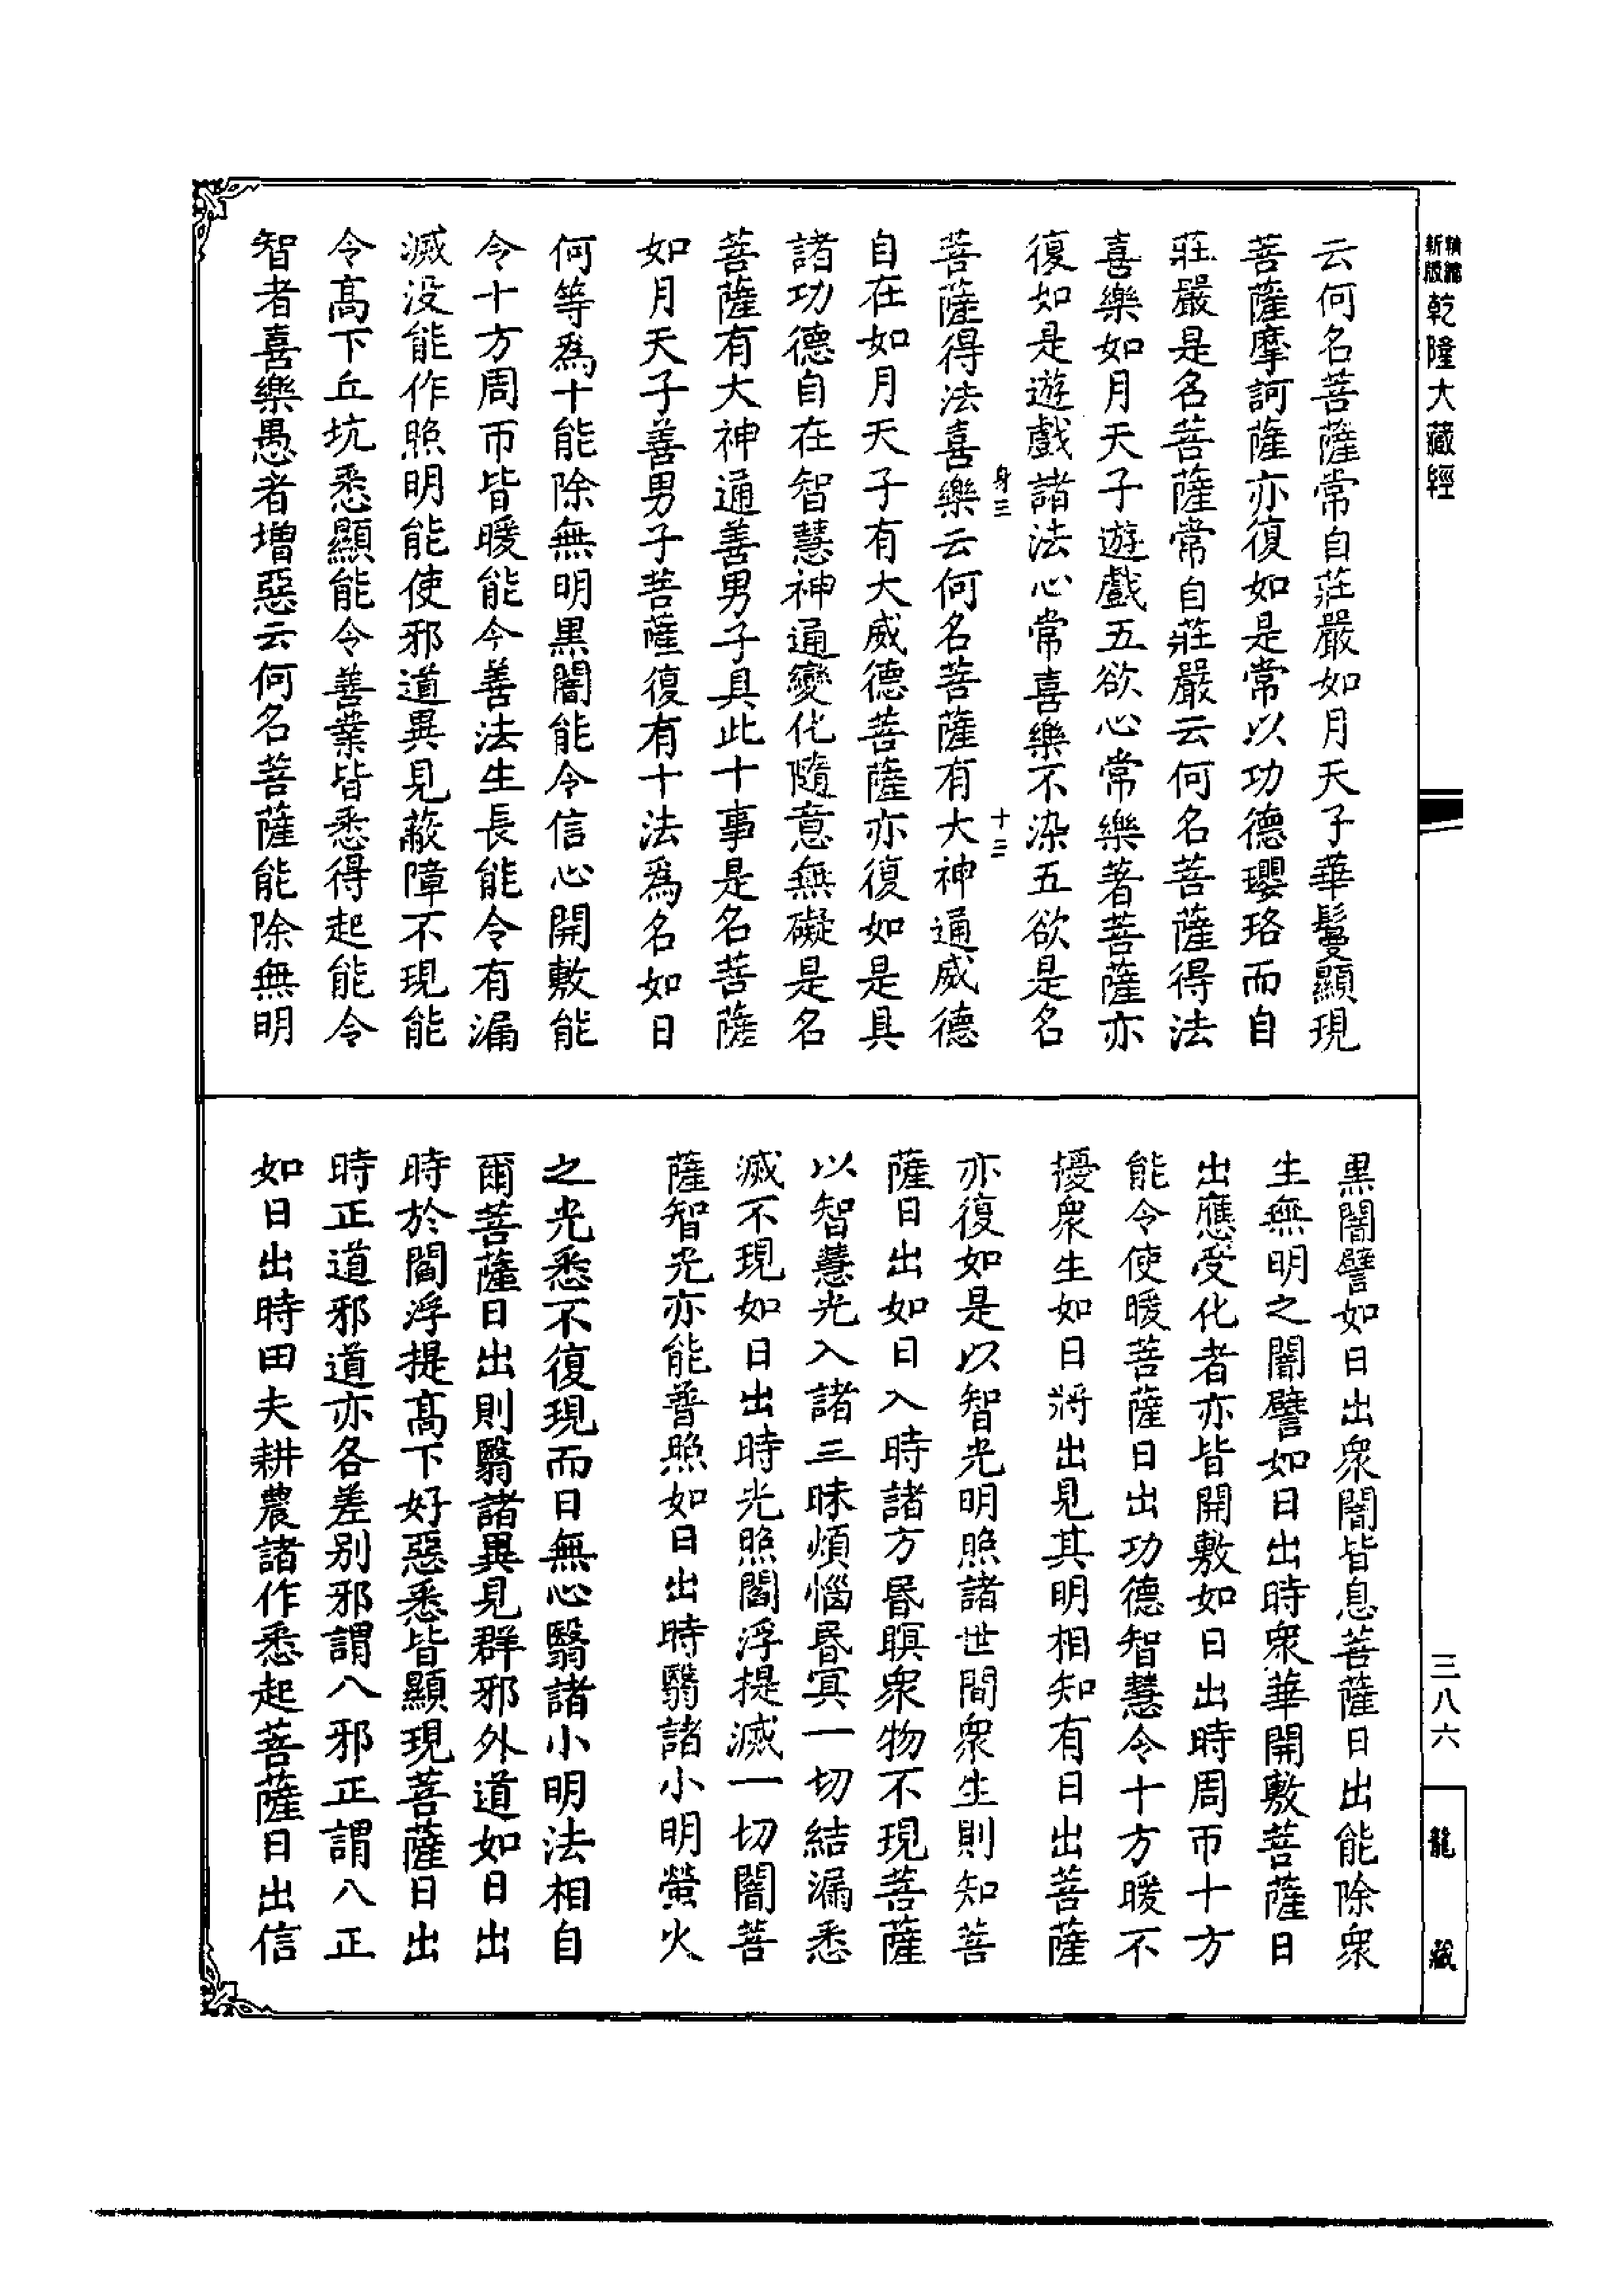 新版精縮
乾隆大藏經
云何名菩薩常自莊嚴如月天子華鬘顯現
菩薩摩訶薩亦復如是常以功德瓔珞而自
莊嚴是名菩薩常自莊嚴云何名菩薩得法
喜樂如月天子遊戲五欲心常樂著菩薩亦
復如是遊戲諸法心常喜樂不染五欲是名
身三
十三
菩薩得法喜樂云何名菩薩有大神通威德
自在如月天子有大威德菩薩亦復如是具
諸功德自在智慧神通變化隨意無礙是名
菩薩有大神通善男子具此十事是名菩薩
如月天子善男子菩薩復有十法爲名如日
何等爲十能除無明黑闇能令信心開敷能
令十方周帀皆暖能令善法生長能令有漏
滅没能作照明能使邪道異見蔽障不現能
令高下丘坑悉顯能令善業皆悉得起能令
智者喜樂愚者增惡云何名菩薩能除無明
黑闇譬如日出衆闇皆息菩薩日出能除衆
生無明之闇譬如日出時衆華開敷菩薩日
出應受化者亦皆開敷如日出時周帀十方
能令使暖菩薩日出功德智慧令十方暖不
擾衆生如日將出見其明相知有日出菩薩
亦復如是以智光明照諸世間衆生則知菩
薩日出如日入時諸方昏瞑衆物不現菩薩
以智慧光入諸三昧煩惱昏冥一切結漏悉
滅不現如日出時光照閻浮提滅一切闇菩
薩智光亦能普照如日出時翳諸小明螢火
之光悉不復現而日無心翳諸小明法相自
爾菩薩日出則翳諸異見群邪外道如日出
時於閻浮提高下好惡悉皆顯現菩薩日出
時正道邪道亦各差別邪謂八邪正謂八正
如日出時田夫耕農諸作悉起菩薩日出信
三八六
龍藏